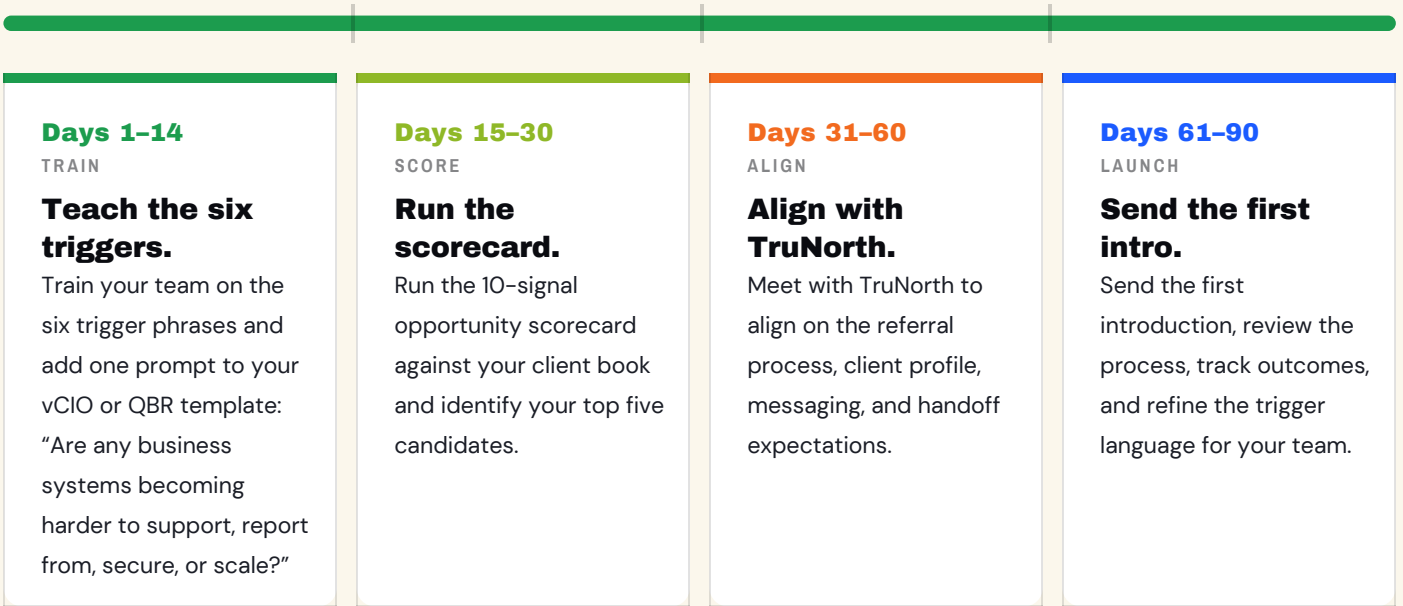 Days 1–14
TRAIN
Teach the six
triggers.
Train your team on the
six trigger phrases and
add one prompt to your
vCIO or QBR template:
“Are any business
systems becoming
harder to support, report
from, secure, or scale?”
Days 15–30
SCORE
Run the
scorecard.
Run the 10-signal
opportunity scorecard
against your client book
and identify your top five
candidates.
Days 31–60
ALIGN
Align with
TruNorth.
Meet with TruNorth to
align on the referral
process, client profile,
messaging, and handoff
expectations.
Days 61–90
LAUNCH
Send the first
intro.
Send the first
introduction, review the
process, track outcomes,
and refine the trigger
language for your team.